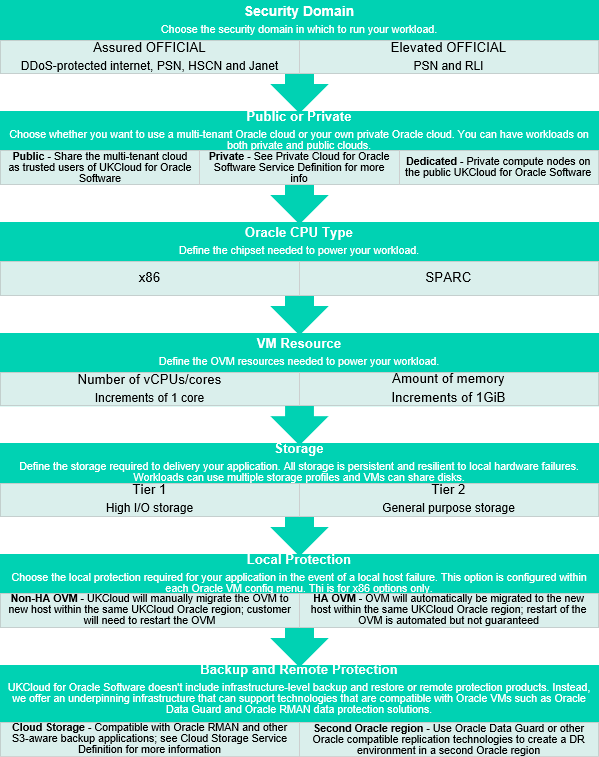 Security Domain
Choose the security domain in which to run your workload.
Assured OFFICIAL
DDoS-protected internet, PSN, HSCN and Janet
Elevated OFFICIAL
PSN and RLI
Public or Private
Choose whether you want to use a multi-tenant Oracle cloud or your own private Oracle cloud. You can have workloads on
both private and public clouds.
Public - Share the multi-tenant cloud
as trusted users of UKCloud for Oracle
Software
Private - See Private Cloud for Oracle
Software Service Definition for more
info
Dedicated - Private compute nodes on
the public UKCloud for Oracle Software
Oracle CPU Type
Define the chipset needed to power your workload.
x86
SPARC
VM Resource
Define the OVM resources needed to power your workload.
Number of vCPUs/cores
Increments of 1 core
Amount of memory
Increments of 1GiB
Storage
Define the storage required to delivery your application. All storage is persistent and resilient to local hardware failures.
Workloads can use multiple storage profiles and VMs can share disks.
Tier 1
High I/O storage
Tier 2
General purpose storage
Local Protection
Choose the local protection required for your application in the event of a local host failure. This option is configured within
each Oracle VM config menu. Thi is for x86 options only.
Non-HA OVM - UKCloud will manually migrate the OVM to
new host within the same UKCloud Oracle region; customer
will need to restart the OVM
HA OVM - OVM will automatically be migrated to the new
host within the same UKCloud Oracle region; restart of the
OVM is automated but not guaranteed
Backup and Remote Protection
UKCloud for Oracle Software doesn't include infrastructure-level backup and restore or remote protection products. Instead,
we offer an underpinning infrastructure that can support technologies that are compatible with Oracle VMs such as Oracle
Data Guard and Oracle RMAN data protection solutions.
Cloud Storage - Compatible with Oracle RMAN and other
S3-aware backup applications; see Cloud Storage Service
Definition for more information
Second Oracle region - Use Oracle Data Guard or other
Oracle compatible replication technologies to create a DR
environment in a second Oracle region